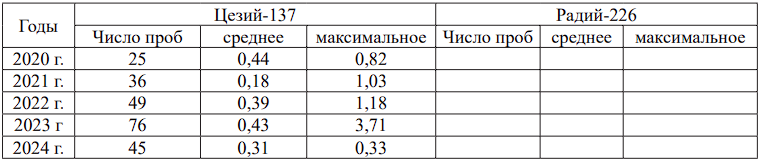 Годы Цезий-137 Радий-226
Число проб среднее максимальное Число проб среднее максимальное
2020 г. 25 0,44 0,82
2021 г. 36 0,18 1,03
2022 г. 49 0,39 1,18
2023 г 76 0,43 3,71
2024 г. 45 0,31 0,33